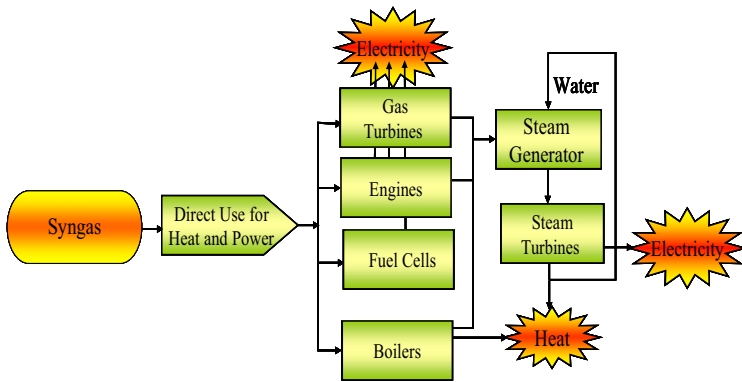 Electricity
Water
Gas
Turbines
Steam
Generator
Engines
Syngas
Direct Use for
Heat and Power
Steam
Turbines
Electricity
Fuel Cells
Boilers
Heat